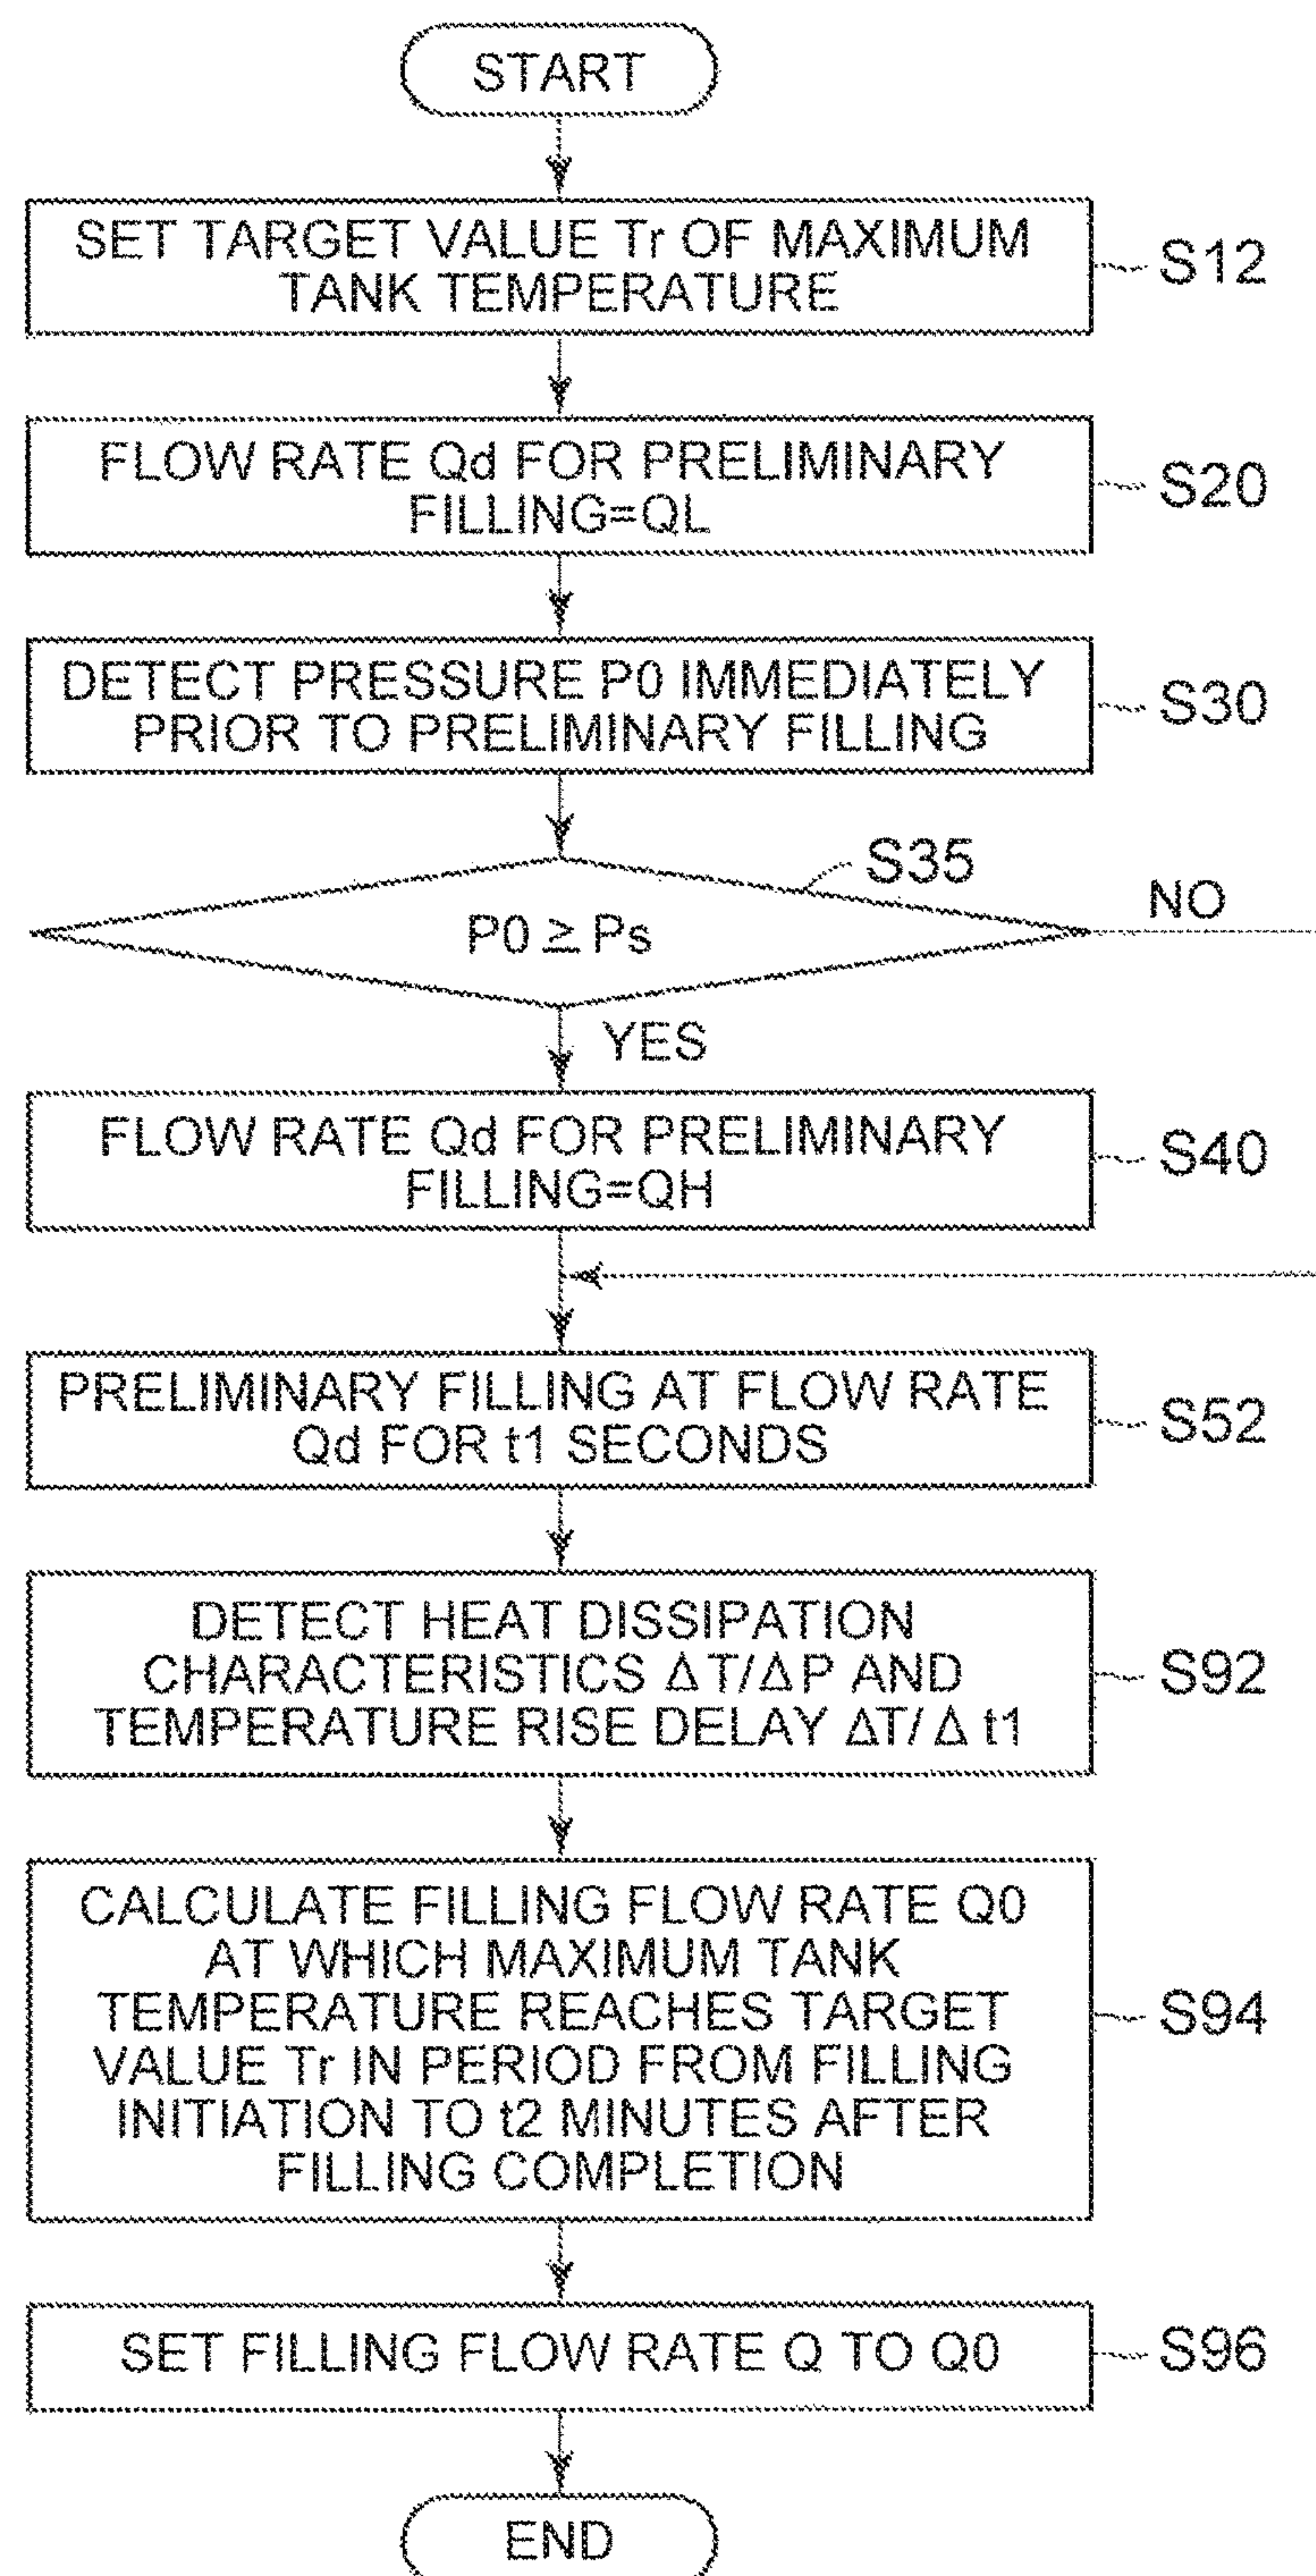 START
SET TARGET VALUE Tr OF MAXIMUM
TANK TEMPERATURE
S12
FLOW RATE Qd FOR PRELIMINARY
FILLING=QL
S20
DETECT PRESSURE P0 IMMEDIATELY
PRIOR TO PRELIMINARY FILLING
S30
S35
P0 ≥ Ps
NO
YES
FLOW RATE Qd FOR PRELIMINARY
FILLING=QH
S40
PRELIMINARY FILLING AT FLOW RATE
Qd FOR t1 SECONDS
S52
DETECT HEAT DISSIPATION
CHARACTERISTICS ΔT/ΔP AND
TEMPERATURE RISE DELAY ΔT/Δ t1
S92
CALCULATE FILLING FLOW RATE Q0
AT WHICH MAXIMUM TANK
TEMPERATURE REACHES TARGET
VALUE Tr IN PERIOD FROM FILLING
INITIATION TO t2 MINUTES AFTER
FILLING COMPLETION
S94
SET FILLING FLOW RATE Q TO Q0
S96
END